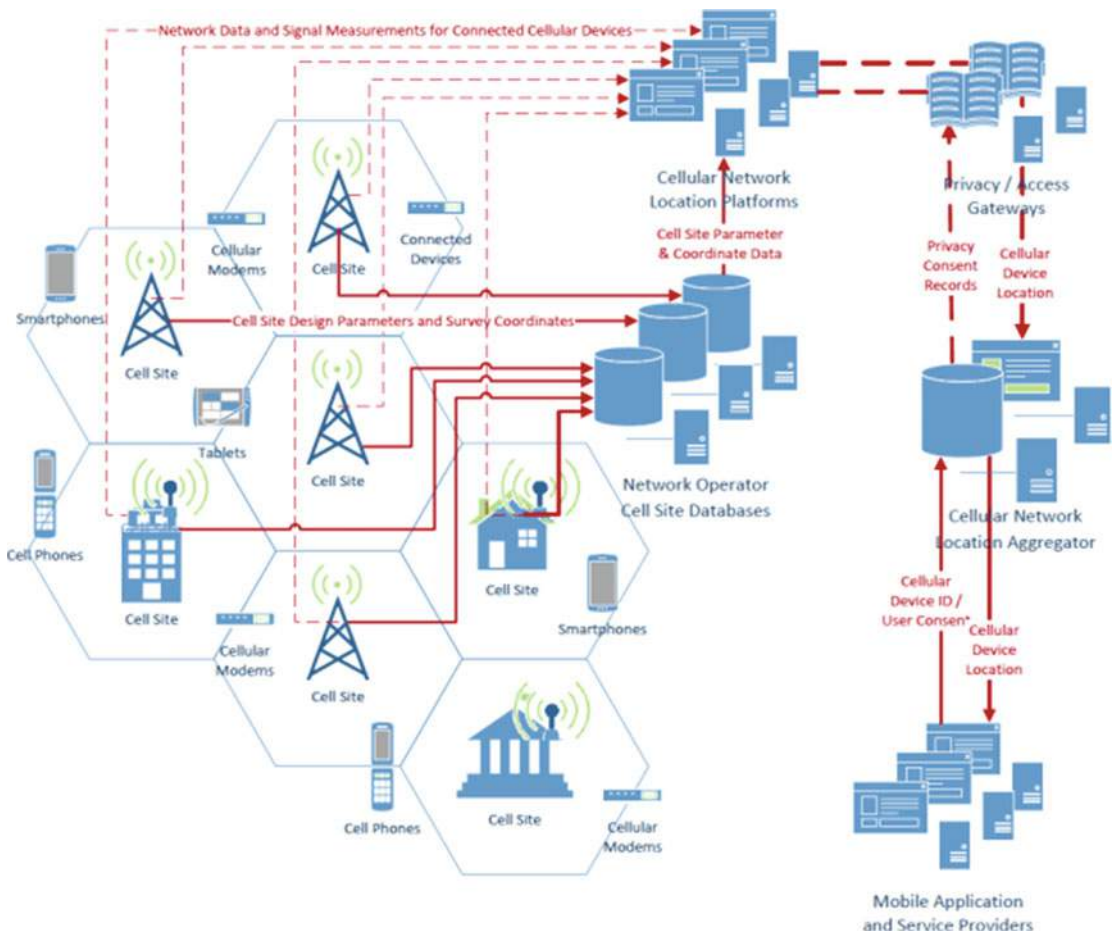 Network Data and Signal Measurements for Connected Cellular Devices
Cellular Network
Location Platforms
Privacy / Access
Gateways
Cell Site Parameter
& Coordinate Data
Privacy
Consent
Records
Cellular
Device
Location
Cellular
Modems
Cell Site
Connected
Devices
Smartphones
Cell Site
Cell Site Design Parameters and Survey Coordinates
Tablets
Cell Site
Network Operator
Cell Site Databases
Cellular Network
Location Aggregator
Cell Phones
Cell Site
Cell Site
Smartphones
Cellular
Modems
Cell Site
Cellular
Device ID /
User Consen*
Cellular
Device
Location
Cell Phones
Cell Site
Cellular
Modems
Mobile Application
and Service Providers